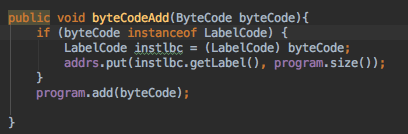 public void byteCodeAdd(ByteCode byteCode){
if (byteCode instanceof LabelCode) {
LabelCode instlbc = (LabelCode) byteCode;
addrs.put(instlbc.getLabel(), program.size());
}
program.add(byteCode);
}